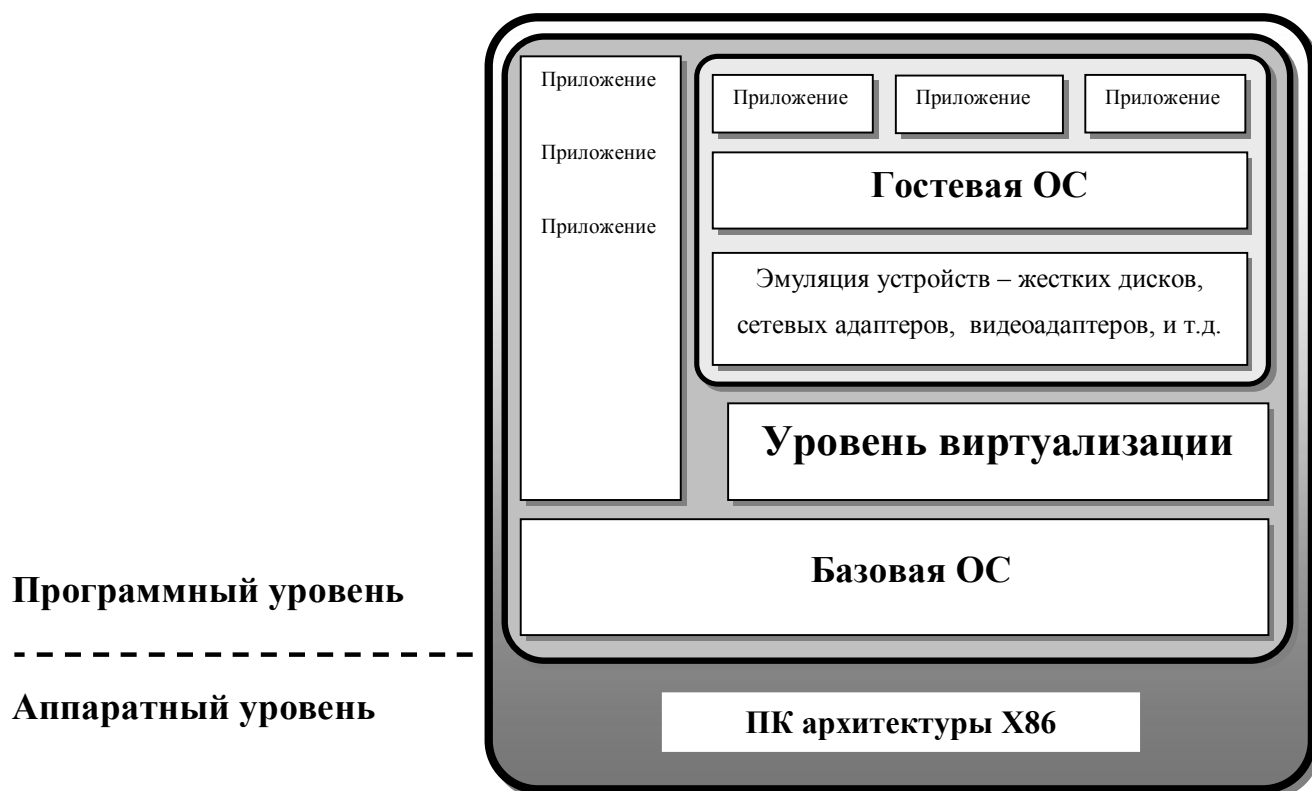 Приложение
Приложение
Приложение
Приложение
Приложение
Приложение
Гостевая ОС
Эмуляция устройств – жестких дисков,
сетевых адаптеров, видеоадаптеров, и т.д.
Уровень виртуализации
Базовая ОС
Программный уровень
Аппаратный уровень
ПК архитектуры X86